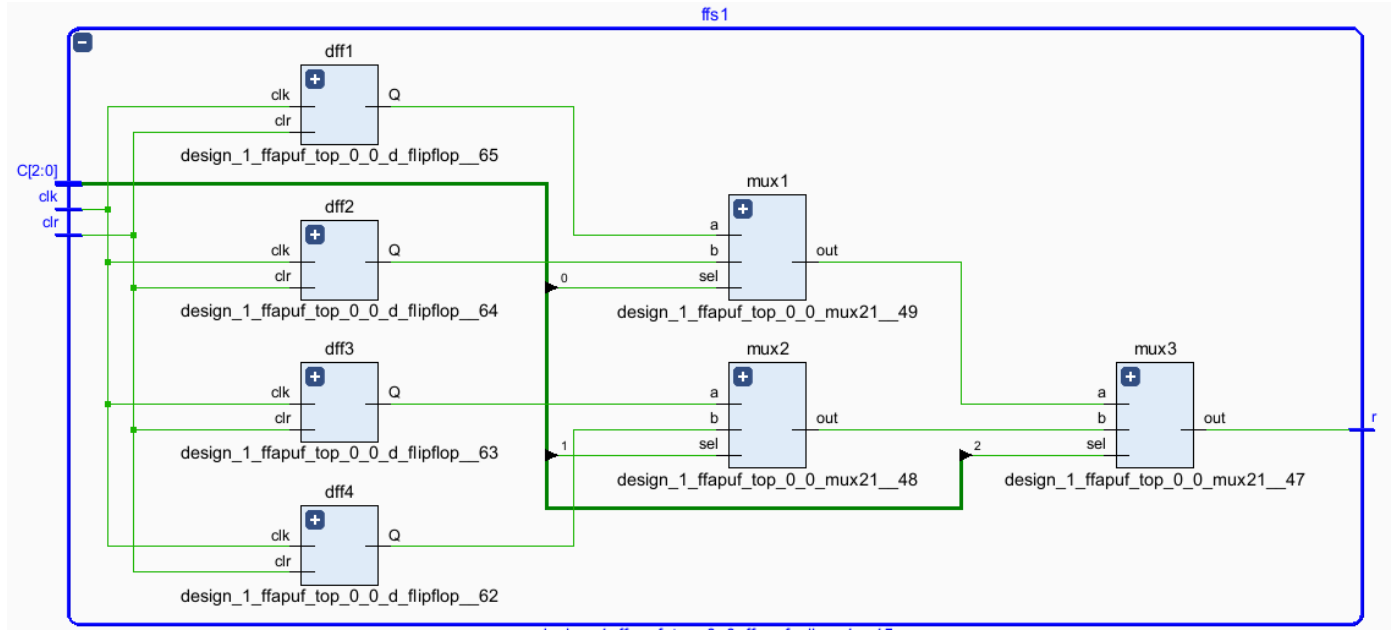 ffs1
dff1
clk
Q
clr
design_1_ffapuf_top_0_0_d_flipflop__65
C[2:0]
clk
clr
dff2
clk
Q
clr
design_1_ffapuf_top_0_0_d_flipflop__64
mux1
a
b
out
0
sel
design_1_ffapuf_top_0_0_mux21__49
dff3
clk
Q
clr
design_1_ffapuf_top_0_0_d_flipflop__63
mux2
a
b
out
1
sel
design_1_ffapuf_top_0_0_mux21__48
mux3
a
b
out
2
sel
design_1_ffapuf_top_0_0_mux21__47
r
dff4
clk
Q
clr
design_1_ffapuf_top_0_0_d_flipflop__62